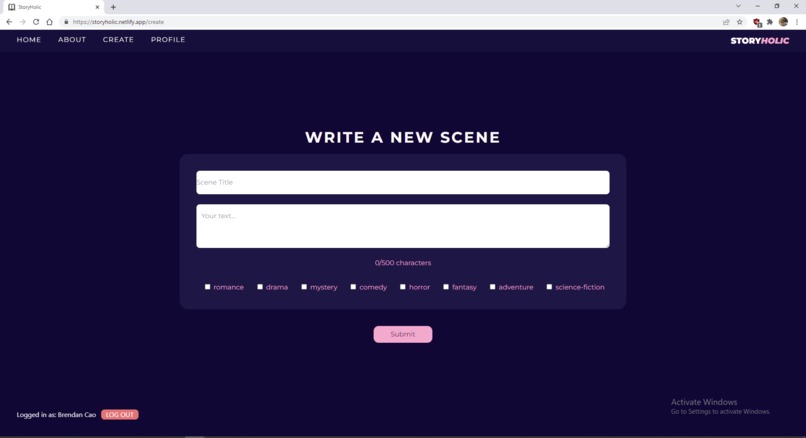 StoryHolic
https://storyholic.netlify.app/create
HOME ABOUT CREATE PROFILE
STORYHOLIC
WRITE A NEW SCENE
Scene Title
Your text...
0/500 characters
romance drama mystery comedy horror fantasy adventure science-fiction
Submit
Logged in as: Brendan Cao LOG OUT
Activate Windows
Go to Settings to activate Windows.